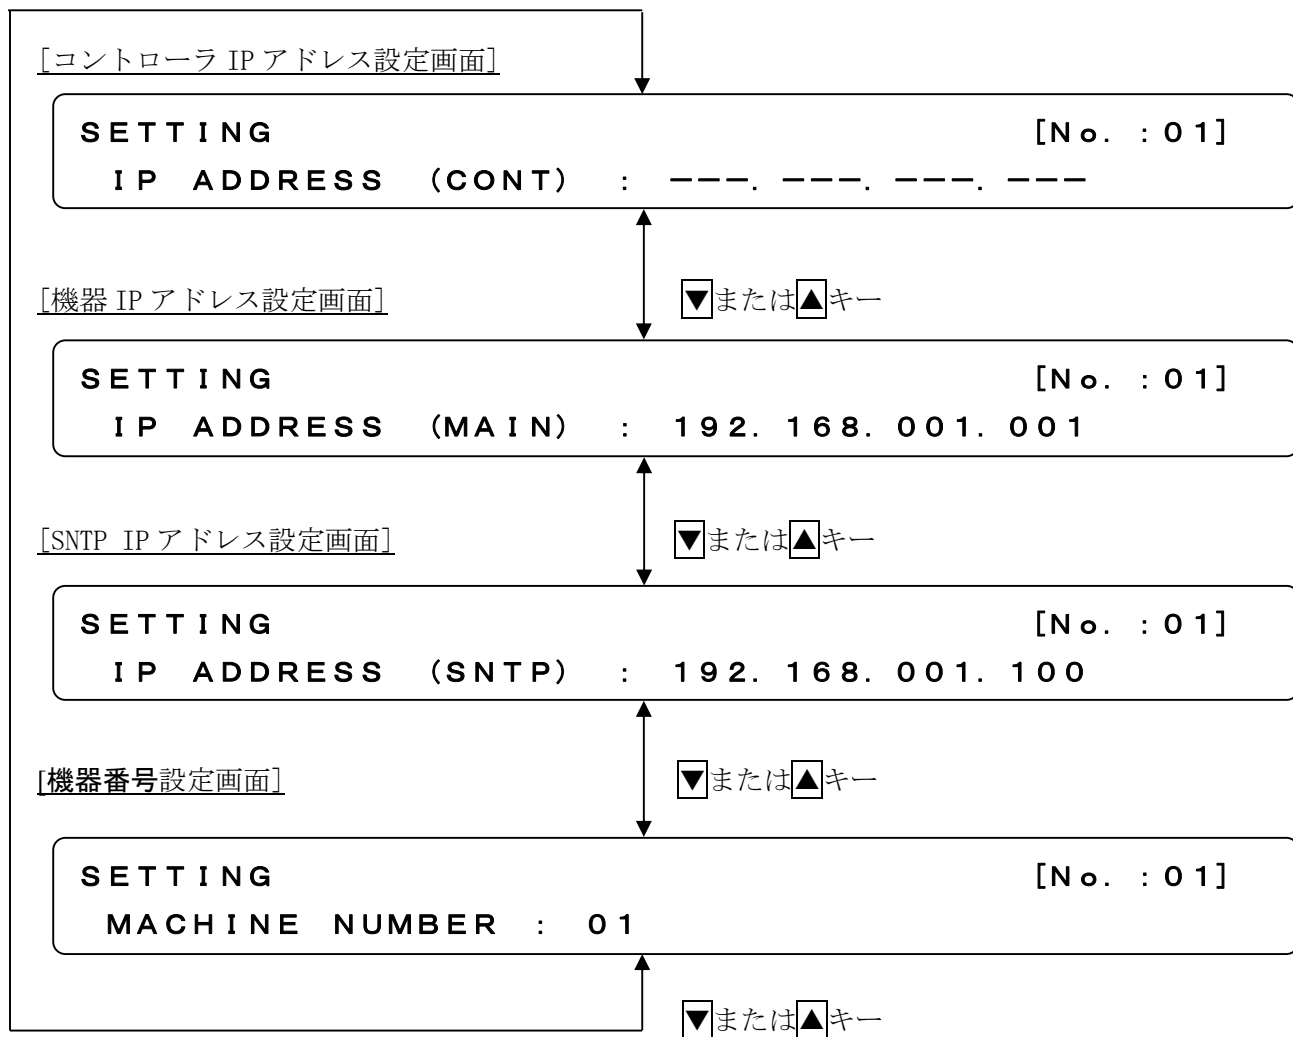 [コントローラ IP アドレス設定画面]
SETTING [No. :01]
IP ADDRESS (CONT) : ---. ---. ---. ---
[機器 IP アドレス設定画面]
▼または▲キー
SETTING [No. :01]
IP ADDRESS (MAIN) : 192. 168. 001. 001
[SNTP IP アドレス設定画面]
▼または▲キー
SETTING [No. :01]
IP ADDRESS (SNTP) : 192. 168. 001. 100
[機器番号設定画面]
▼または▲キー
SETTING [No. :01]
MACHINE NUMBER : 01
▼または▲キー